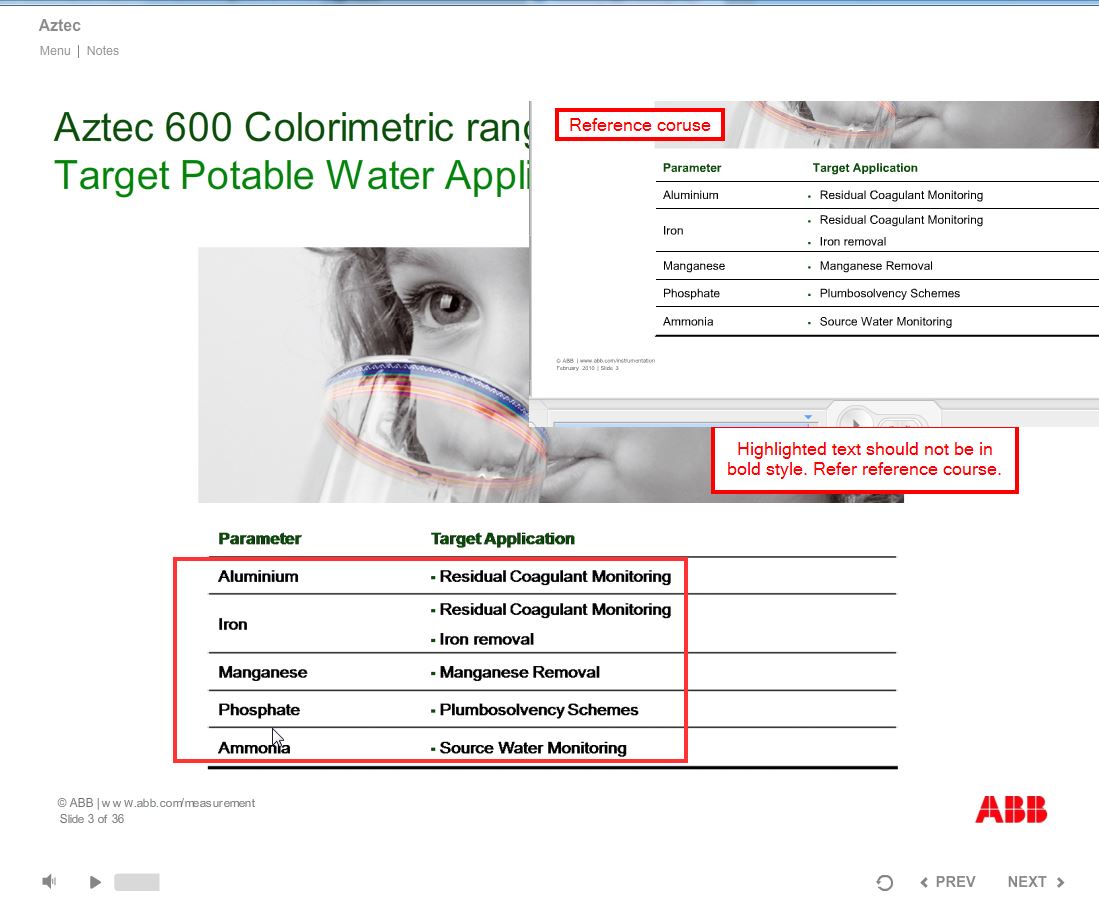 Aztec
Menu | Notes
Aztec 600 Colorimetric rang
Target Potable Water Appli
Reference coruse
Parameter Target Application
Aluminium • Residual Coagulant Monitoring
Iron • Residual Coagulant Monitoring
• Iron removal
Manganese • Manganese Removal
Phosphate • Plumbosolvency Schemes
Ammonia • Source Water Monitoring
© ABB | www.abb.com/instrumentation
February 2010 | Slide 3
Highlighted text should not be in
bold style. Refer reference course.
Parameter Target Application
Aluminium ▪ Residual Coagulant Monitoring
Iron ▪ Residual Coagulant Monitoring
▪ Iron removal
Manganese ▪ Manganese Removal
Phosphate ▪ Plumbosolvency Schemes
Ammonia ▪ Source Water Monitoring
© ABB | www.abb.com/measurement
Slide 3 of 36
ABB
PREV NEXT